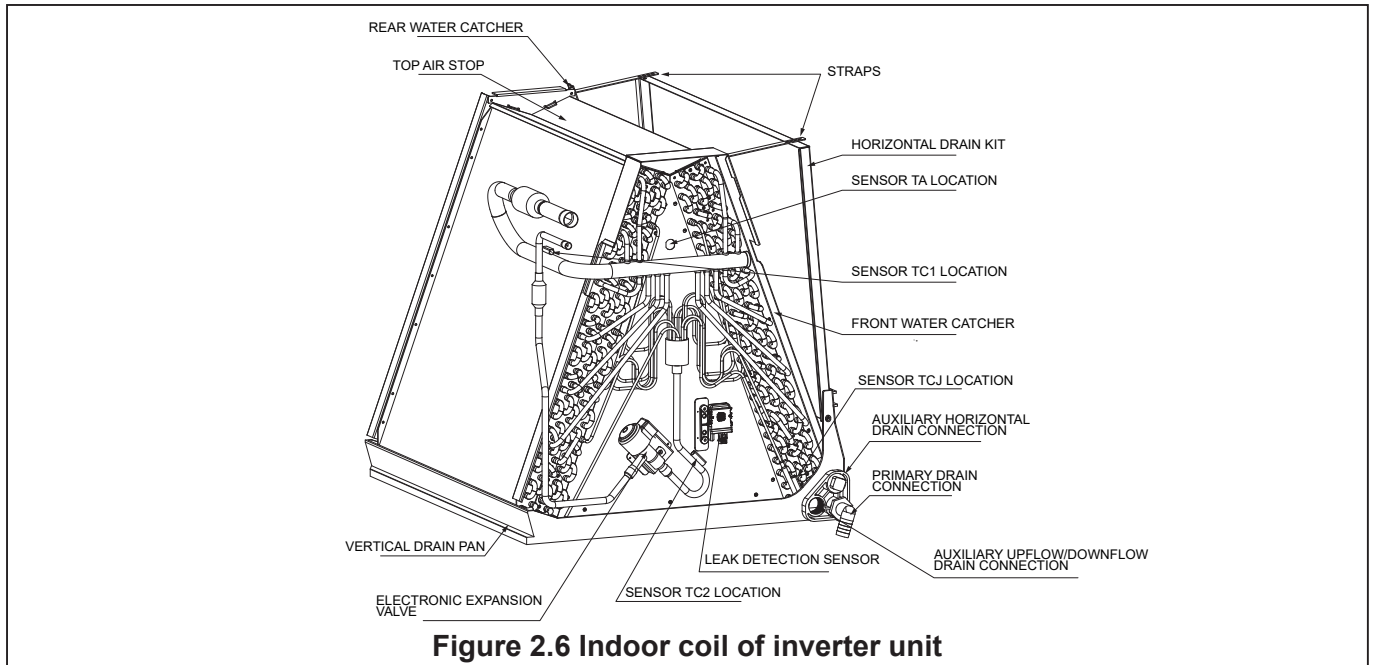 REAR WATER CATCHER
TOP AIR STOP
STRAPS
HORIZONTAL DRAIN KIT
SENSOR TA LOCATION
SENSOR TC1 LOCATION
FRONT WATER CATCHER
SENSOR TCJ LOCATION
AUXILIARY HORIZONTAL
DRAIN CONNECTION
PRIMARY DRAIN
CONNECTION
VERTICAL DRAIN PAN
LEAK DETECTION SENSOR
AUXILIARY UPFLOW/DOWNFLOW
DRAIN CONNECTION
ELECTRONIC EXPANSION
VALVE
SENSOR TC2 LOCATION
Figure 2.6 Indoor coil of inverter unit